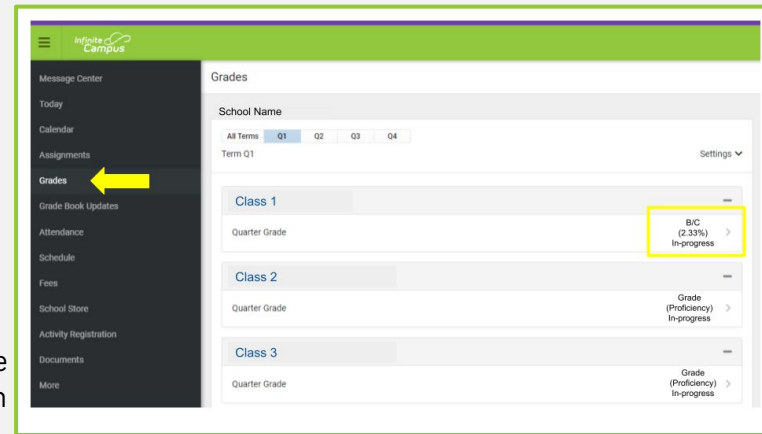 Infinite
Campus
Message Center
Today
Calendar
Assignments
Grades
Grade Book Updates
Attendance
Schedule
Fees
School Store
Activity Registration
Documents
More
Grades
School Name
All Terms Q1 Q2 Q3 Q4
Term Q1 Settings
Class 1
Quarter Grade
B/C
(2.33%)
In-progress
Class 2
Quarter Grade
Grade
(Proficiency)
In-progress
Class 3
Quarter Grade
Grade
(Proficiency)
In-progress